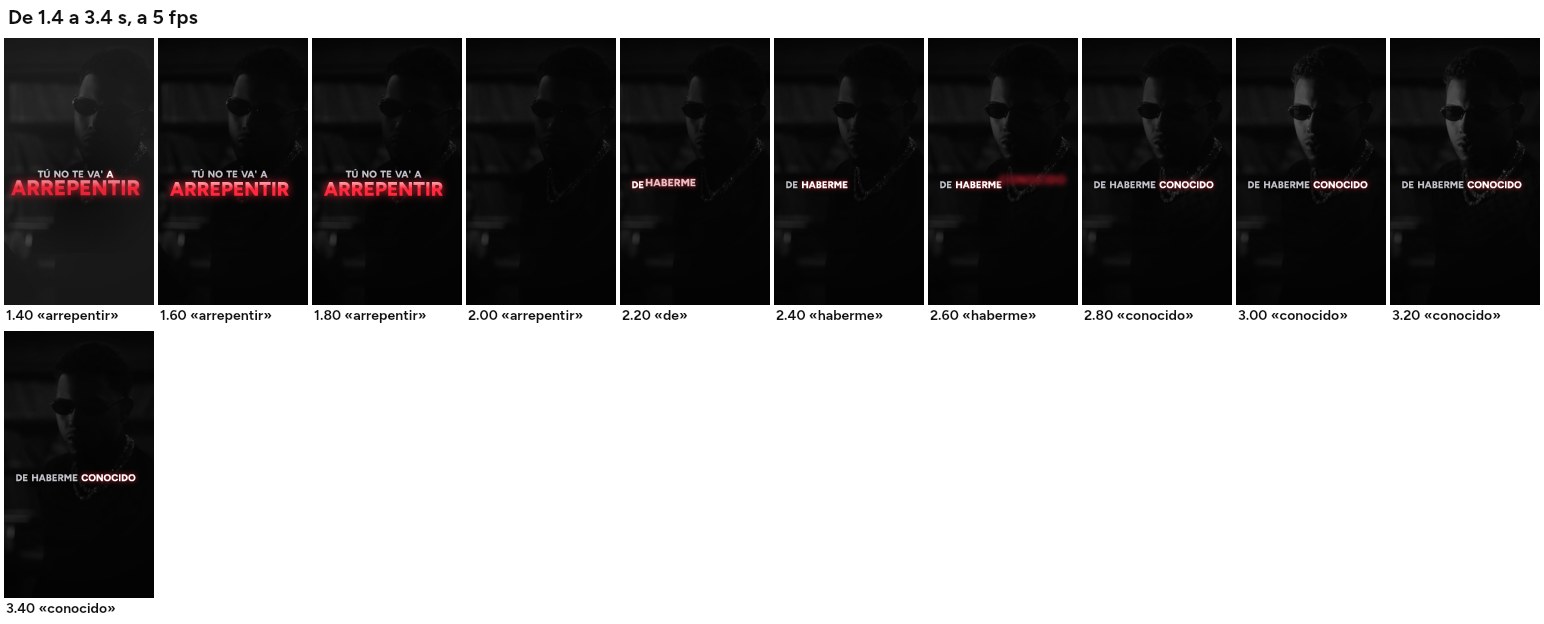 De 1.4 a 3.4 s, a 5 fps
TÚ NO TE VA' A
ARREPENTIR
TÚ NO TE VA' A
ARREPENTIR
TÚ NO TE VA' A
ARREPENTIR
DE HABERME
DE HABERME
DE HABERME
DE HABERME CONOCIDO
DE HABERME CONOCIDO
DE HABERME CONOCIDO
1.40 «arrepentir»
1.60 «arrepentir»
1.80 «arrepentir»
2.00 «arrepentir»
2.20 «de»
2.40 «haberme»
2.60 «haberme»
2.80 «conocido»
3.00 «conocido»
3.20 «conocido»
DE HABERME CONOCIDO
3.40 «conocido»